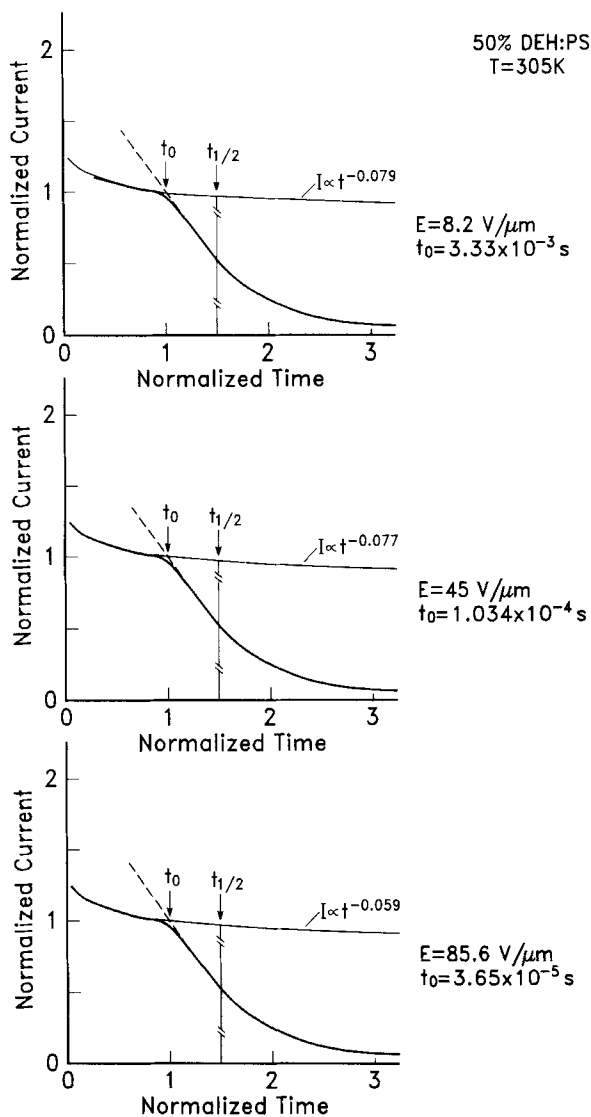 50% DEH:PS
T=305K
Normalized Current
2
1
0
t₀
t₁/₂
I∝t⁻⁰·⁰⁷⁹
E=8.2 V/μm
t₀=3.33x10⁻³ s
0 1 2 3
Normalized Time
Normalized Current
2
1
0
t₀
t₁/₂
I∝t⁻⁰·⁰⁷⁷
E=45 V/μm
t₀=1.034x10⁻⁴ s
0 1 2 3
Normalized Time
Normalized Current
2
1
0
t₀
t₁/₂
I∝t⁻⁰·⁰⁵⁹
E=85.6 V/μm
t₀=3.65x10⁻⁵ s
0 1 2 3
Normalized Time